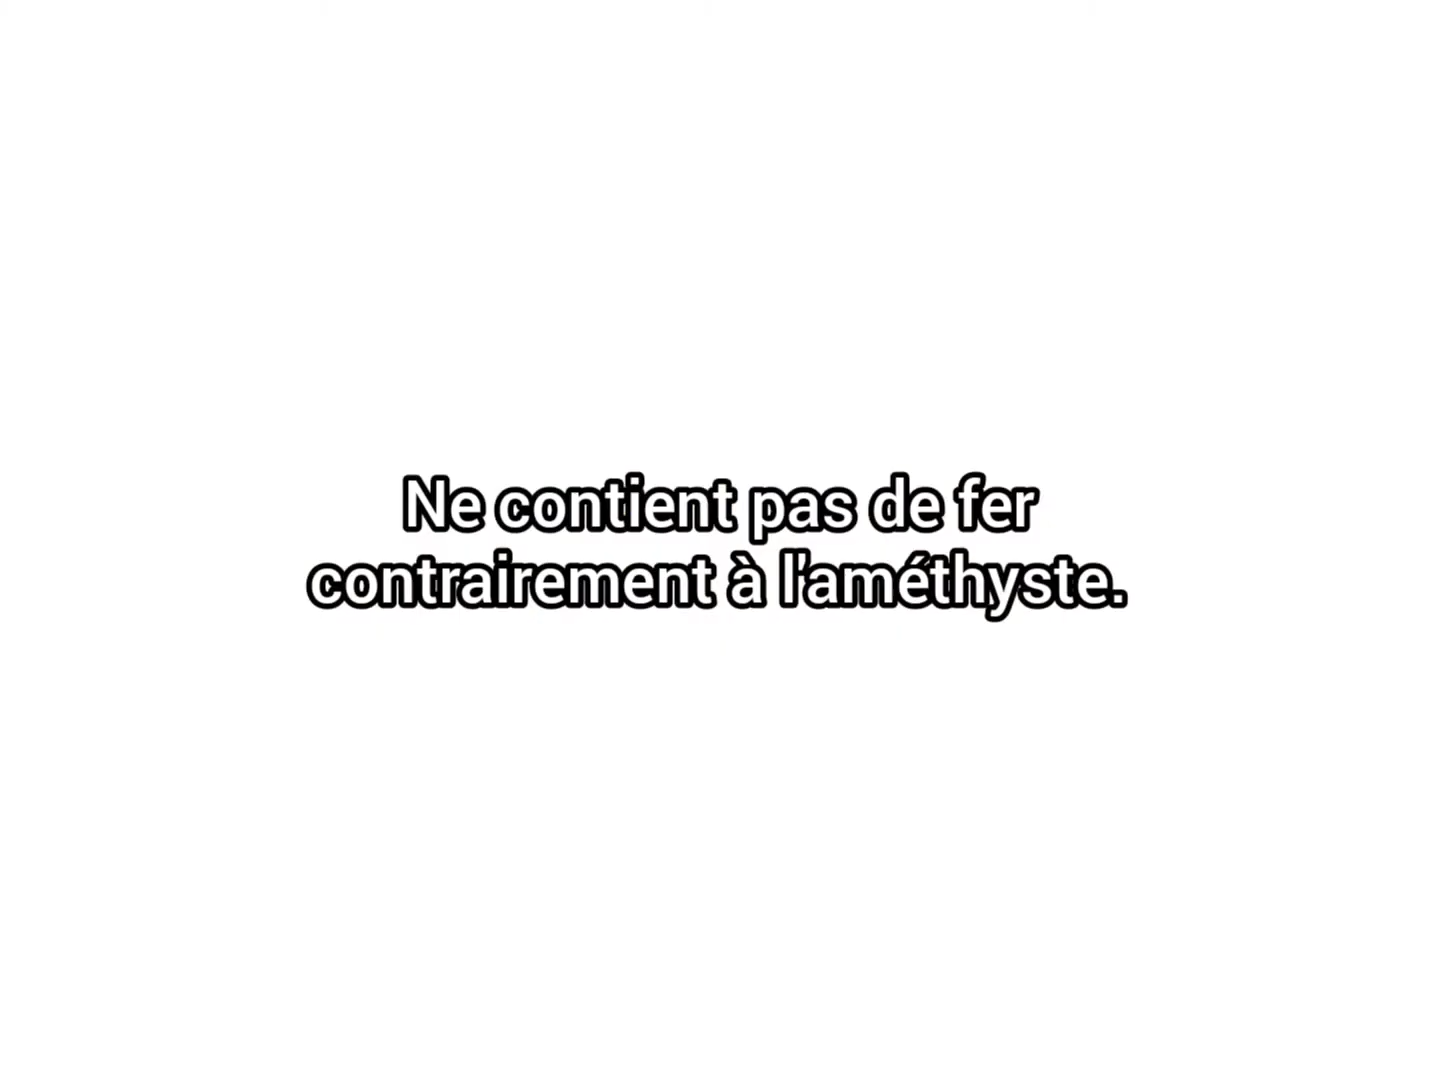 Ne contient pas de fer
contrairement à l'améthyste.